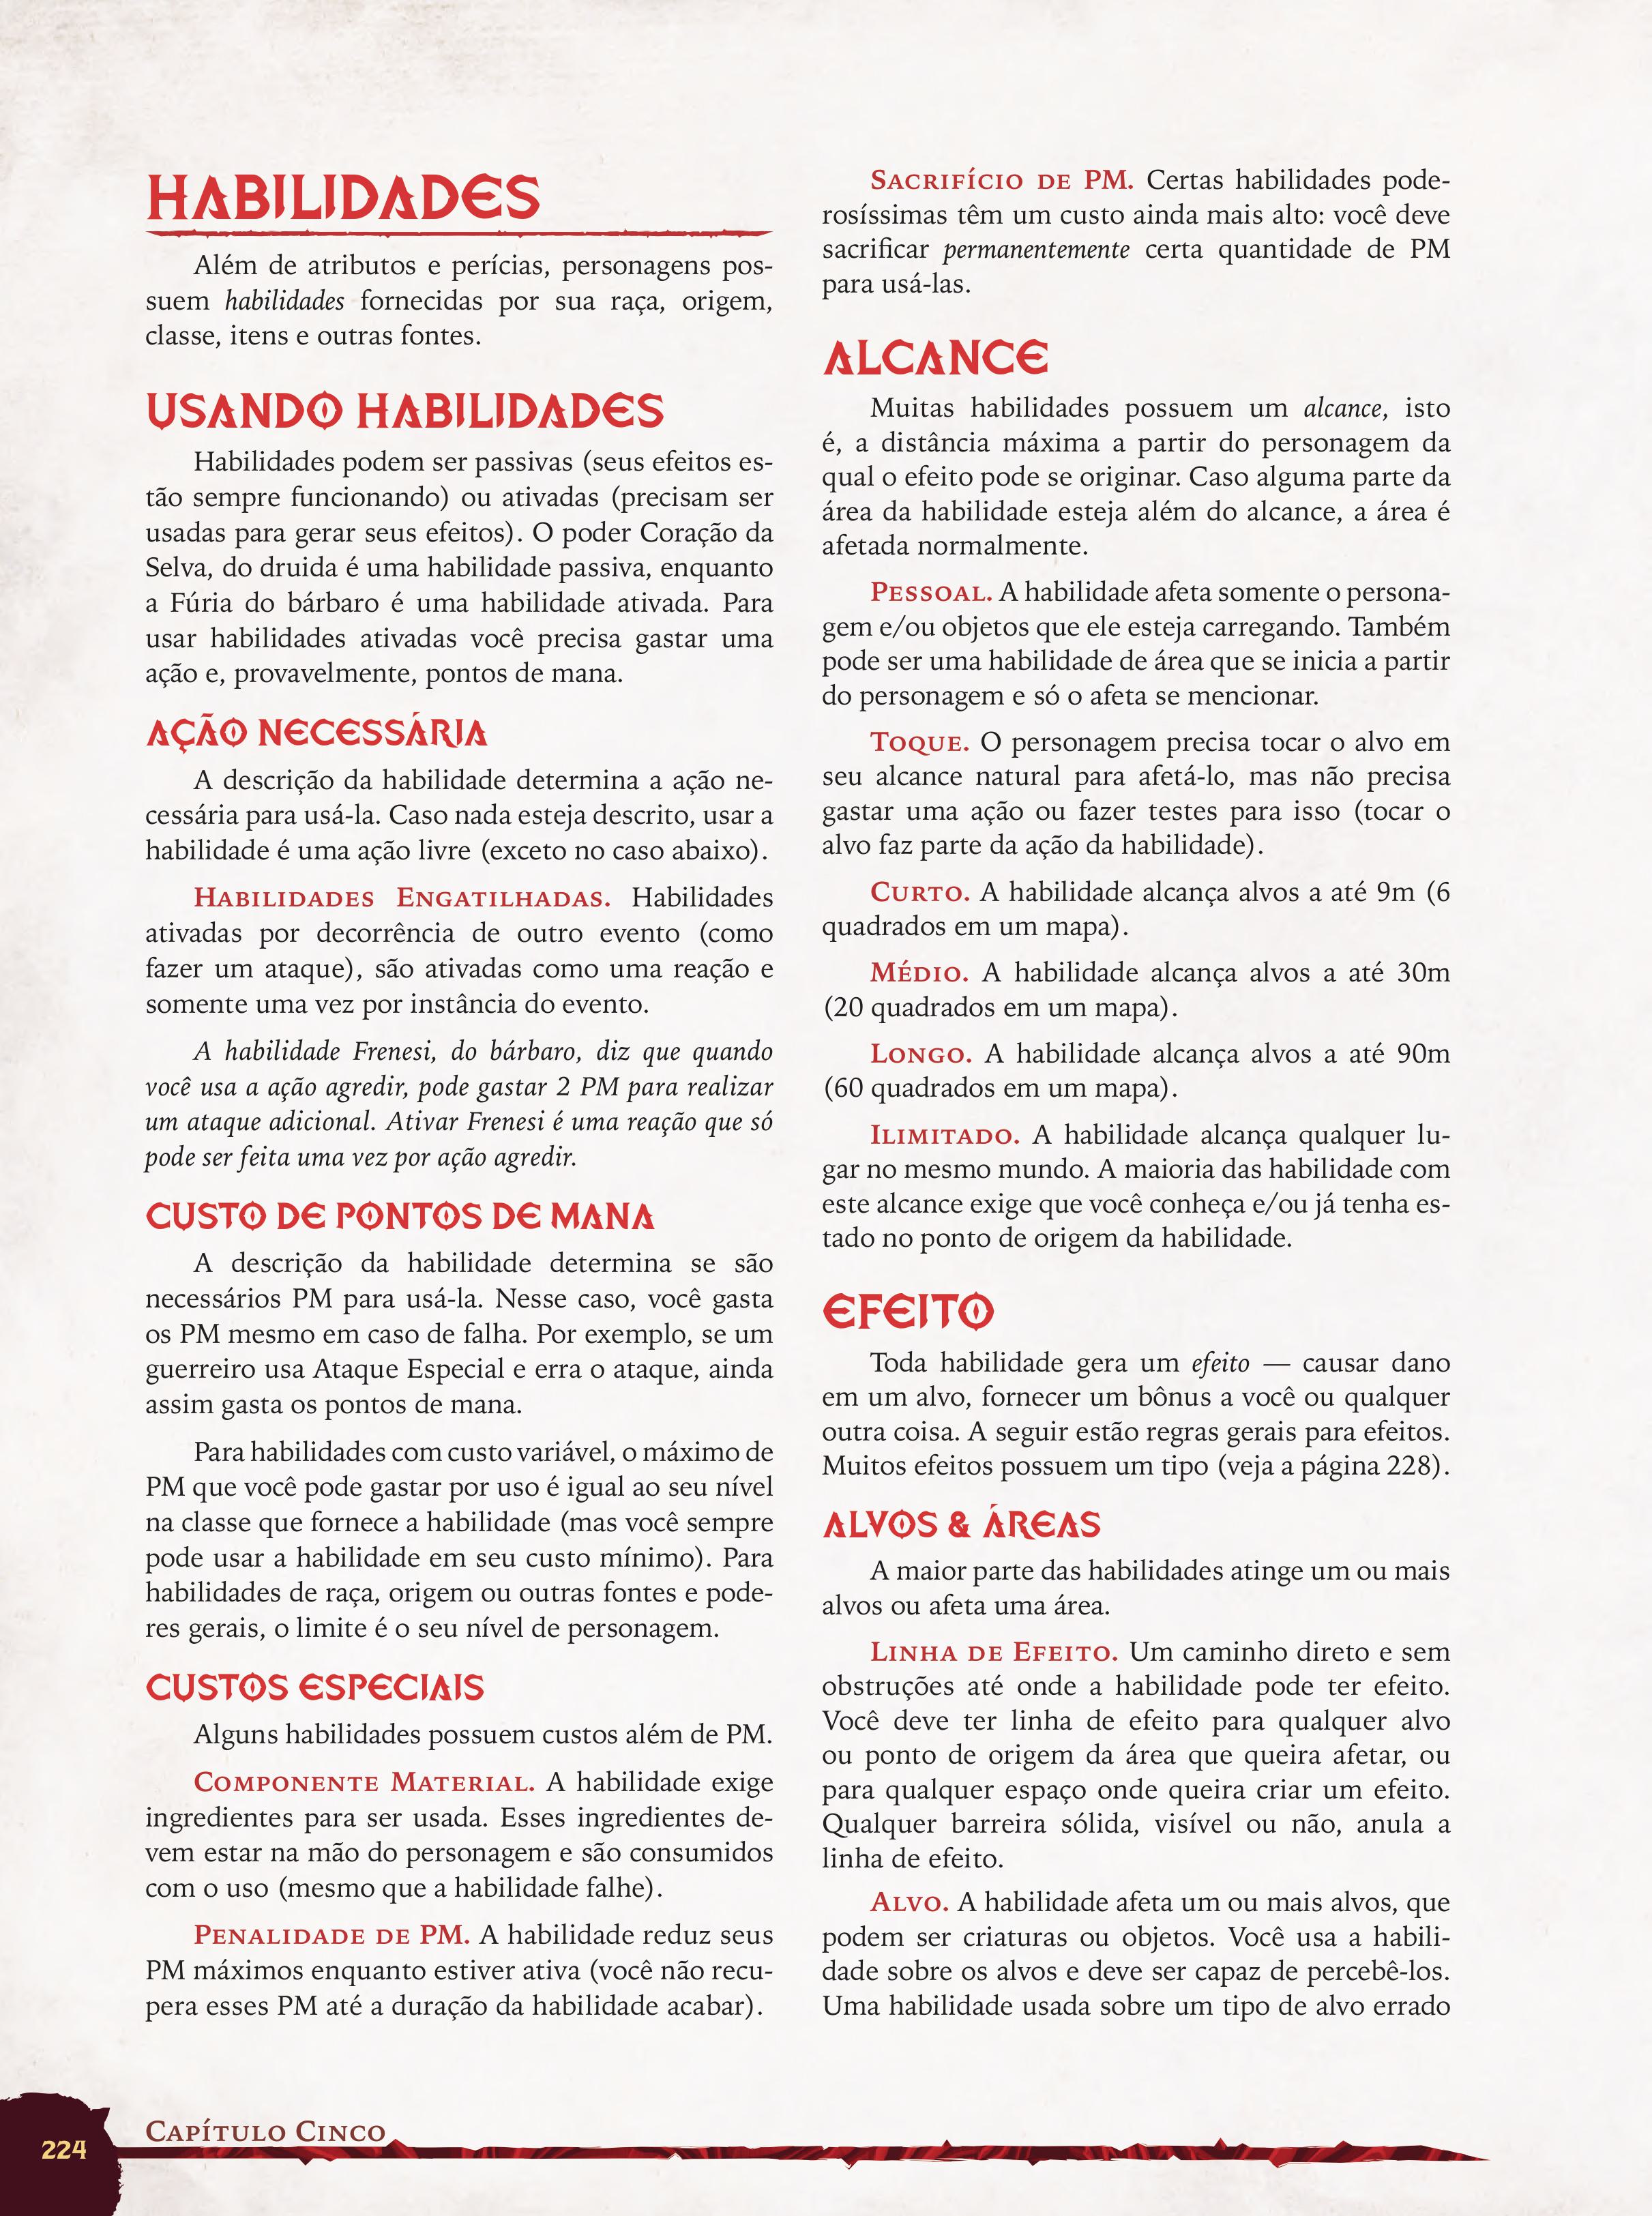 HABILIDADES
Além de atributos e perícias, personagens pos-
suem habilidades fornecidas por sua raça, origem,
classe, itens e outras fontes.
USANDO HABILIDADES
Habilidades podem ser passivas (seus efeitos es-
tão sempre funcionando) ou ativadas (precisam ser
usadas para gerar seus efeitos). O poder Coração da
Selva, do druida é uma habilidade passiva, enquanto
a Fúria do bárbaro é uma habilidade ativada. Para
usar habilidades ativadas você precisa gastar uma
ação e, provavelmente, pontos de mana.
AÇÃO NECESSÁRIA
A descrição da habilidade determina a ação ne-
cessária para usá-la. Caso nada esteja descrito, usar a
habilidade é uma ação livre (exceto no caso abaixo).
Habilidades Engatilhadas. Habilidades
ativadas por decorrência de outro evento (como
fazer um ataque), são ativadas como uma reação e
somente uma vez por instância do evento.
A habilidade Frenesi, do bárbaro, diz que quando
você usa a ação agredir, pode gastar 2 PM para realizar
um ataque adicional. Ativar Frenesi é uma reação que só
pode ser feita uma vez por ação agredir.
CUSTO DE PONTOS DE MANA
A descrição da habilidade determina se são
necessários PM para usá-la. Nesse caso, você gasta
os PM mesmo em caso de falha. Por exemplo, se um
guerreiro usa Ataque Especial e erra o ataque, ainda
assim gasta os pontos de mana.
Para habilidades com custo variável, o máximo de
PM que você pode gastar por uso é igual ao seu nível
na classe que fornece a habilidade (mas você sempre
pode usar a habilidade em seu custo mínimo). Para
habilidades de raça, origem ou outras fontes e pode-
res gerais, o limite é o seu nível de personagem.
CUSTOS ESPECIAIS
Alguns habilidades possuem custos além de PM.
Componente Material. A habilidade exige
ingredientes para ser usada. Esses ingredientes de-
vem estar na mão do personagem e são consumidos
com o uso (mesmo que a habilidade falhe).
Penalidade de PM. A habilidade reduz seus
PM máximos enquanto estiver ativa (você não recu-
pera esses PM até a duração da habilidade acabar).
Sacrifício de PM. Certas habilidades pode-
rosíssimas têm um custo ainda mais alto: você deve
sacrificar permanentemente certa quantidade de PM
para usá-las.
ALCANCE
Muitas habilidades possuem um alcance, isto
é, a distância máxima a partir do personagem da
qual o efeito pode se originar. Caso alguma parte da
área da habilidade esteja além do alcance, a área é
afetada normalmente.
Pessoal. A habilidade afeta somente o persona-
gem e/ou objetos que ele esteja carregando. Também
pode ser uma habilidade de área que se inicia a partir
do personagem e só o afeta se mencionar.
Toque. O personagem precisa tocar o alvo em
seu alcance natural para afetá-lo, mas não precisa
gastar uma ação ou fazer testes para isso (tocar o
alvo faz parte da ação da habilidade).
Curto. A habilidade alcança alvos a até 9m (6
quadrados em um mapa).
Médio. A habilidade alcança alvos a até 30m
(20 quadrados em um mapa).
Longo. A habilidade alcança alvos a até 90m
(60 quadrados em um mapa).
Ilimitado. A habilidade alcança qualquer lu-
gar no mesmo mundo. A maioria das habilidade com
este alcance exige que você conheça e/ou já tenha es-
tado no ponto de origem da habilidade.
EFEITO
Toda habilidade gera um efeito — causar dano
em um alvo, fornecer um bônus a você ou qualquer
outra coisa. A seguir estão regras gerais para efeitos.
Muitos efeitos possuem um tipo (veja a página 228).
ALVOS & ÁREAS
A maior parte das habilidades atinge um ou mais
alvos ou afeta uma área.
Linha de Efeito. Um caminho direto e sem
obstruções até onde a habilidade pode ter efeito.
Você deve ter linha de efeito para qualquer alvo
ou ponto de origem da área que queira afetar, ou
para qualquer espaço onde queira criar um efeito.
Qualquer barreira sólida, visível ou não, anula a
linha de efeito.
Alvo. A habilidade afeta um ou mais alvos, que
podem ser criaturas ou objetos. Você usa a habili-
dade sobre os alvos e deve ser capaz de percebê-los.
Uma habilidade usada sobre um tipo de alvo errado
Capítulo Cinco
224